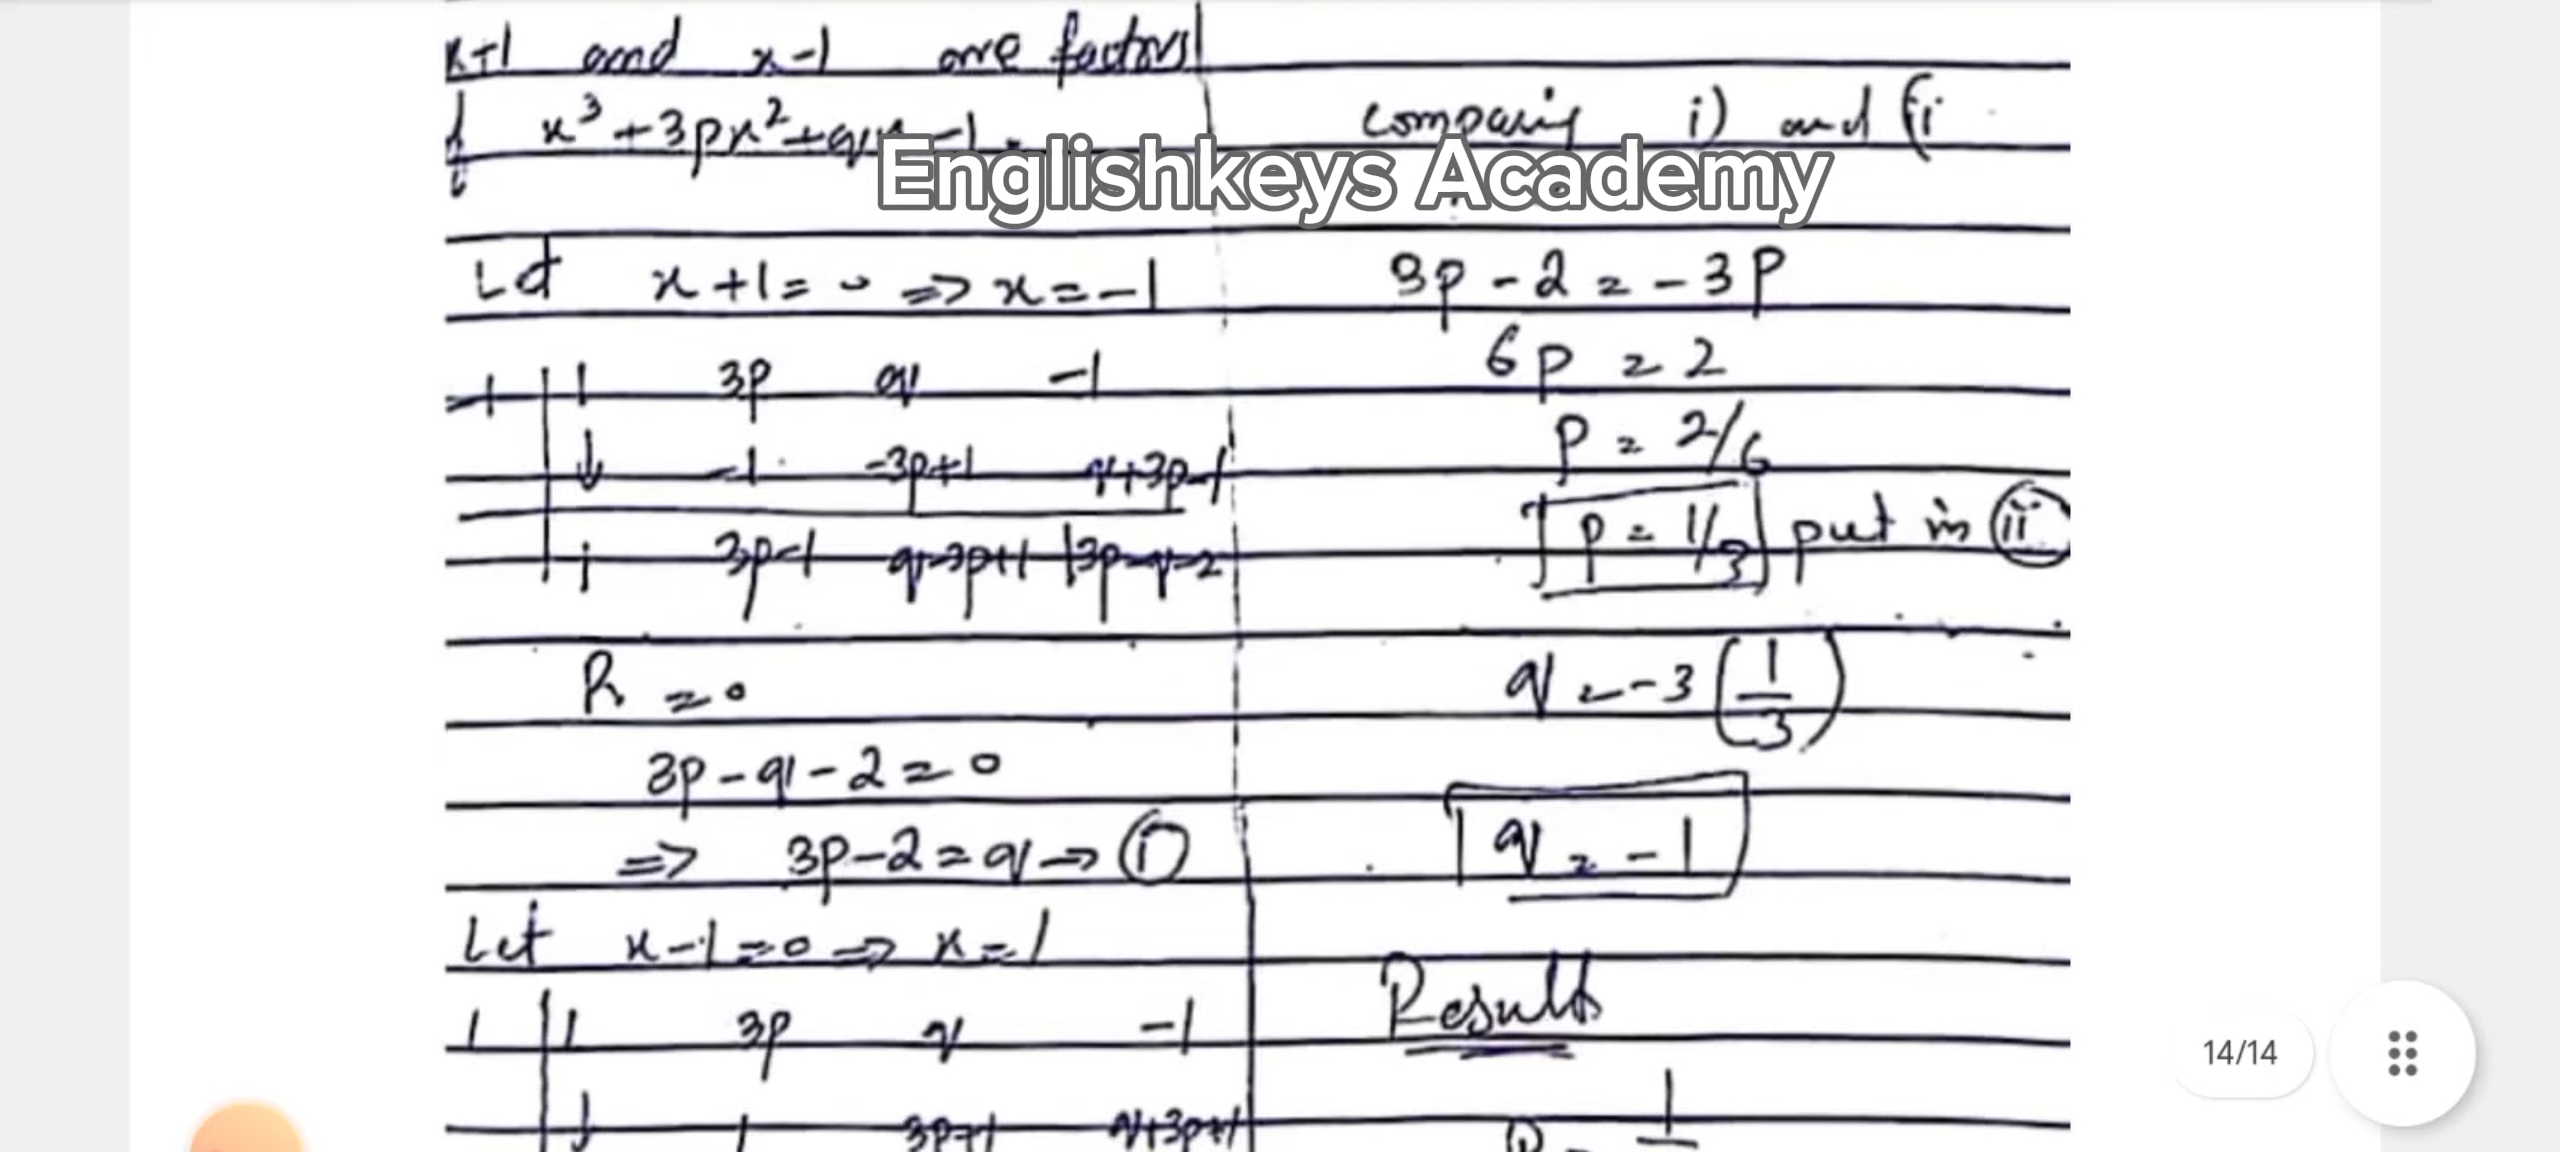 x+1 and x-1 are factors
of x³+3px²+qx-1.
Englishkeys Academy
Let x+1=0 => x=-1
-1 | 1 3p q -1
↓ -1 -3p+1 -q+3p-1
1 3p-1 q-3p+1 |3p-q-2
R=0
3p-q-2=0
=> 3p-2=q → (i)
Let x-1=0 => x=1
1 | 1 3p q -1
↓ 1 3p+1 q+3p+1
comparing i) and (ii
3p-2=-3p
6p=2
p=2/6
p=1/3 put in (ii)
q=-3(1/3)
q=-1
Results